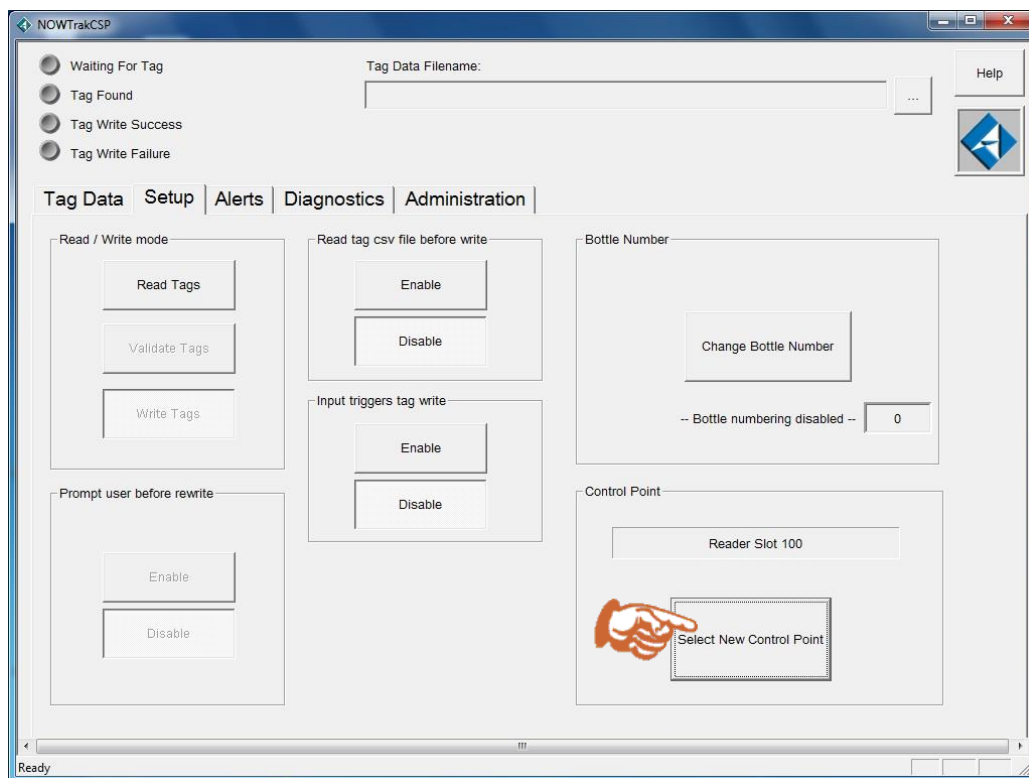 NOWTrakCSP
Waiting For Tag
Tag Found
Tag Write Success
Tag Write Failure
Tag Data Filename:
...
Help
Tag Data
Setup
Alerts
Diagnostics
Administration
Read / Write mode
Read Tags
Validate Tags
Write Tags
Prompt user before rewrite
Enable
Disable
Read tag csv file before write
Enable
Disable
Input triggers tag write
Enable
Disable
Bottle Number
Change Bottle Number
-- Bottle numbering disabled --
0
Control Point
Reader Slot 100
Select New Control Point
Ready